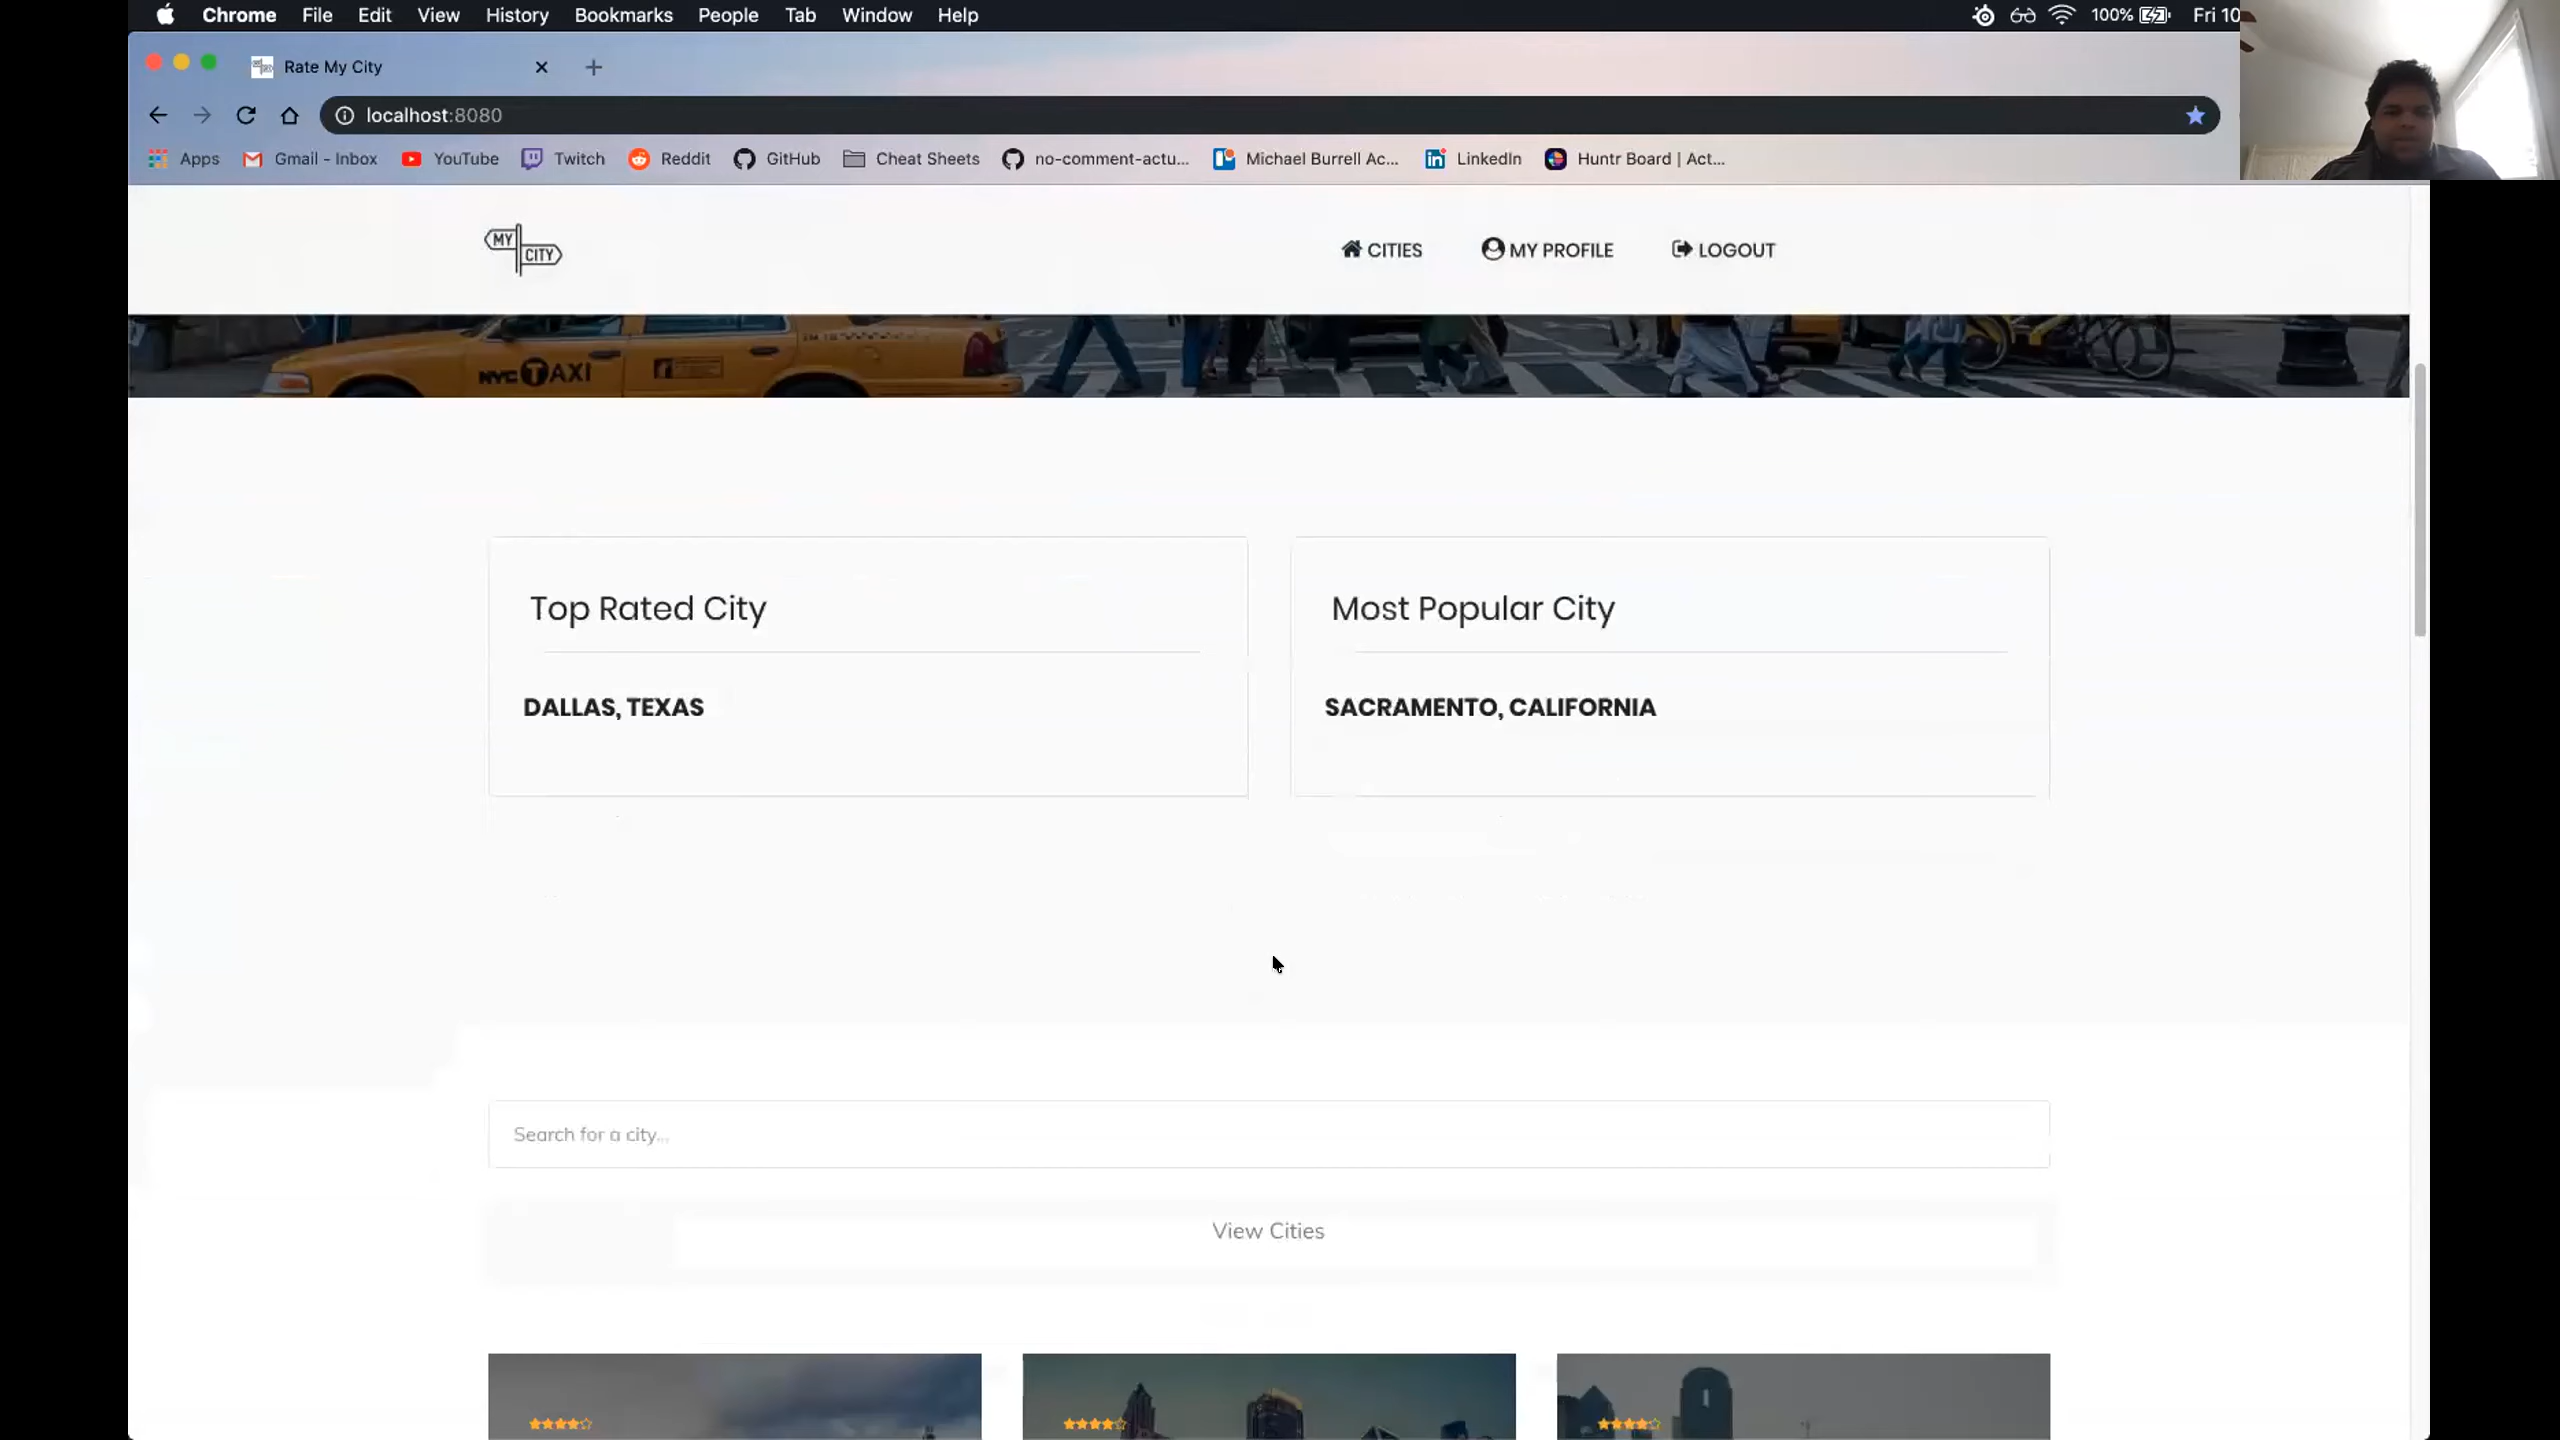 Chrome File Edit View History Bookmarks People Tab Window Help 100% Fri 10
Rate My City
localhost:8080
Apps Gmail - Inbox YouTube Twitch Reddit GitHub Cheat Sheets no-comment-actu... Michael Burrell Ac... LinkedIn Huntr Board | Act...
MY CITY CITIES MY PROFILE LOGOUT
NYC TAXI
Top Rated City Most Popular City
DALLAS, TEXAS SACRAMENTO, CALIFORNIA
Search for a city...
View Cities